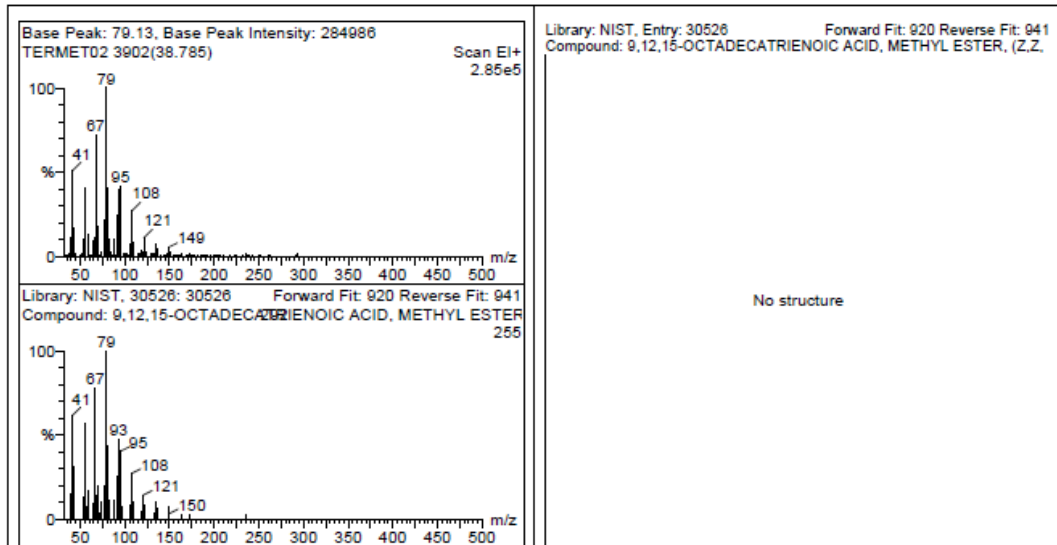 Base Peak: 79.13, Base Peak Intensity: 284986
TERMET02 3902(38.785) Scan EI+
2.85e5
100
79
67
41
%
95
108
121
149
0
m/z
50 100 150 200 250 300 350 400 450 500
Library: NIST, 30526: 30526 Forward Fit: 920 Reverse Fit: 941
Compound: 9,12,15-OCTADECATRIENOIC ACID, METHYL ESTER
292
255
100
79
67
41
%
93
95
108
121
150
0
m/z
50 100 150 200 250 300 350 400 450 500
Library: NIST, Entry: 30526 Forward Fit: 920 Reverse Fit: 941
Compound: 9,12,15-OCTADECATRIENOIC ACID, METHYL ESTER, (Z,Z,
No structure